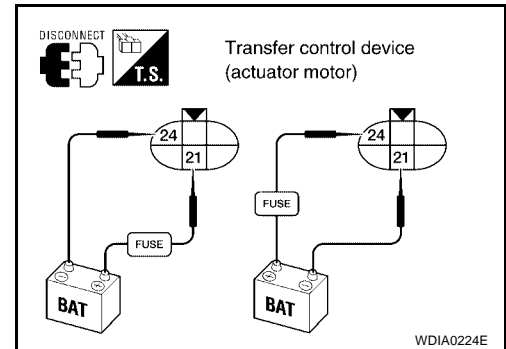 DISCONNECT
T.S.
Transfer control device
(actuator motor)
24
21
FUSE
⊖ ⊕
BAT
24
21
FUSE
⊖ ⊕
BAT
WDIA0224E